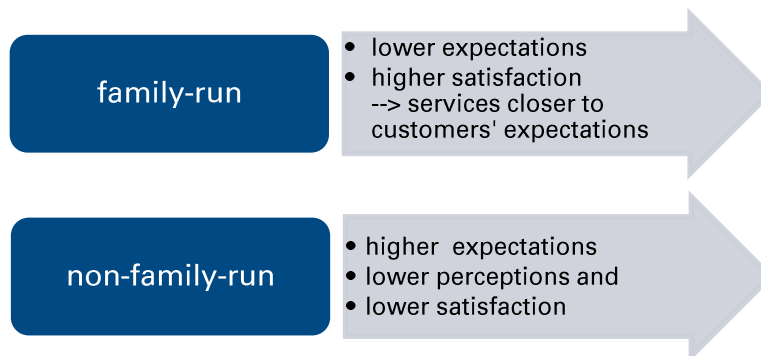 family-run
• lower expectations
• higher satisfaction
--> services closer to
customers' expectations
non-family-run
• higher  expectations
• lower perceptions and
• lower satisfaction